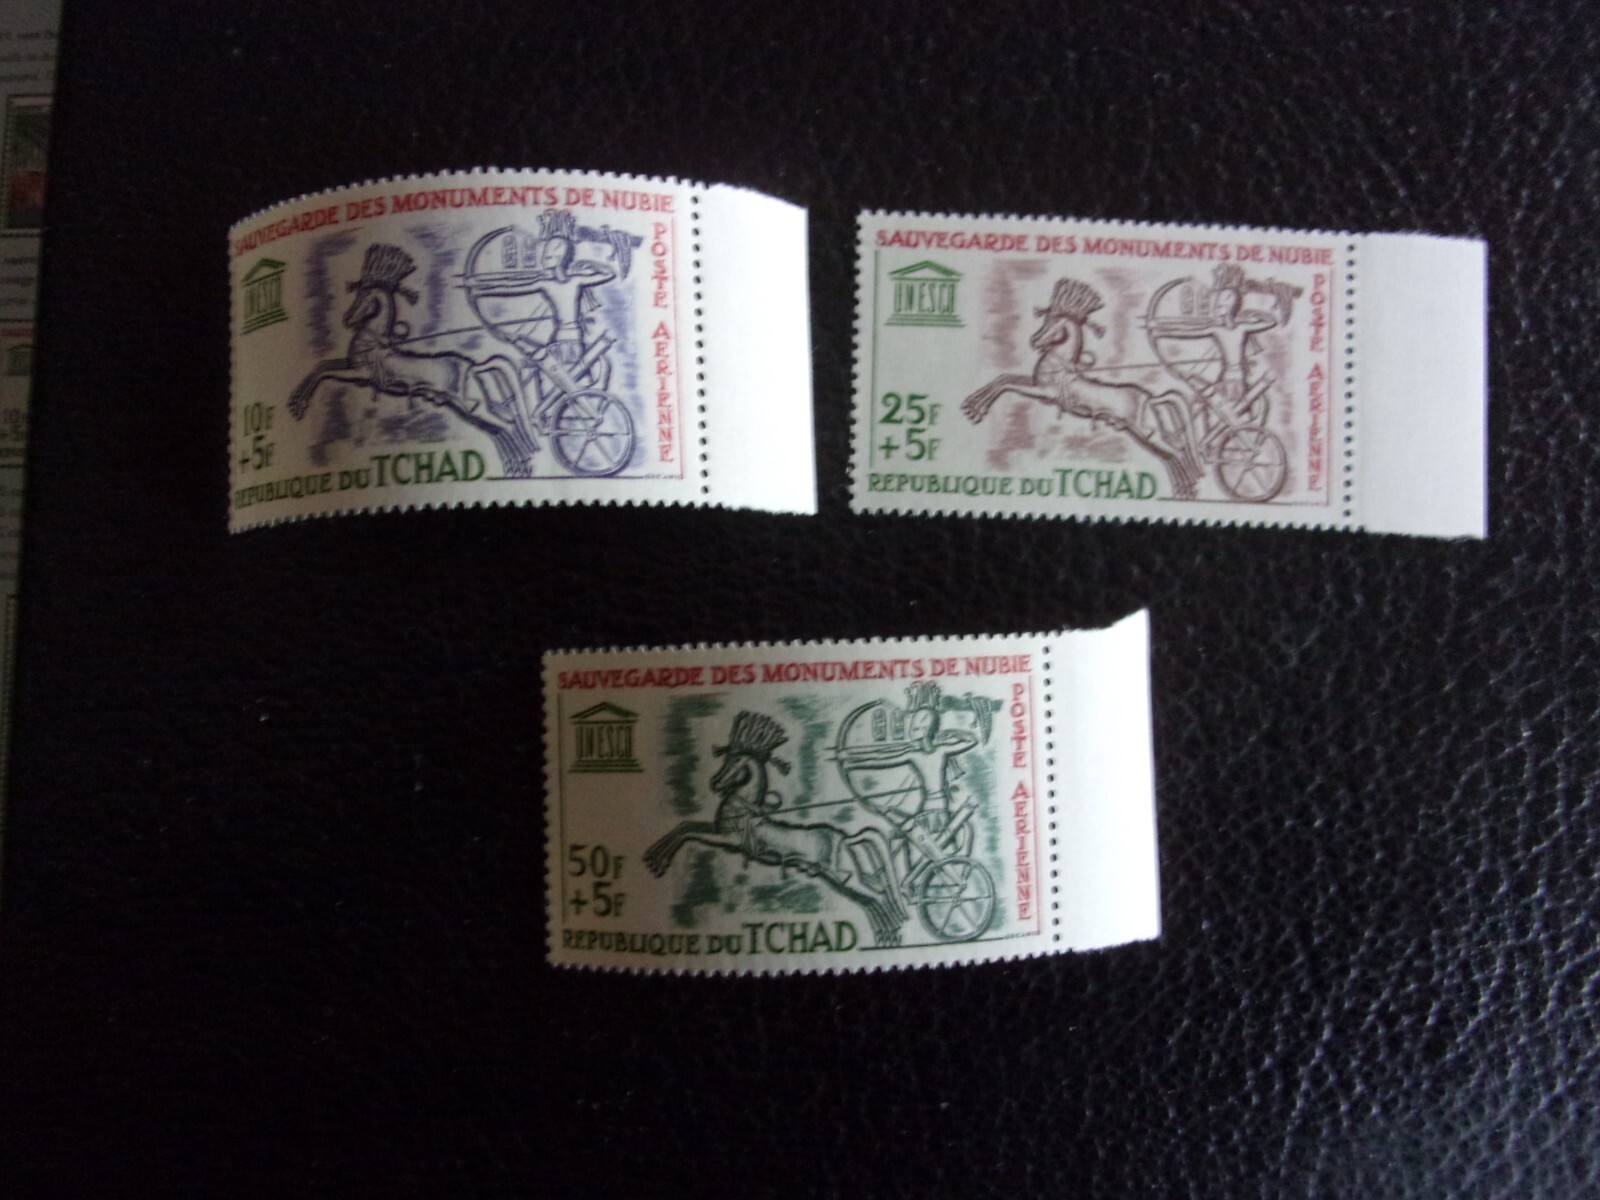 SAUVEGARDE DES MONUMENTS DE NUBIE
POSTE AERIENNE
UNESCO
10F
+5F
REPUBLIQUE DU TCHAD
SAUVEGARDE DES MONUMENTS DE NUBIE
POSTE AERIENNE
UNESCO
25F
+5F
REPUBLIQUE DU TCHAD
SAUVEGARDE DES MONUMENTS DE NUBIE
POSTE AERIENNE
UNESCO
50F
+5F
REPUBLIQUE DU TCHAD